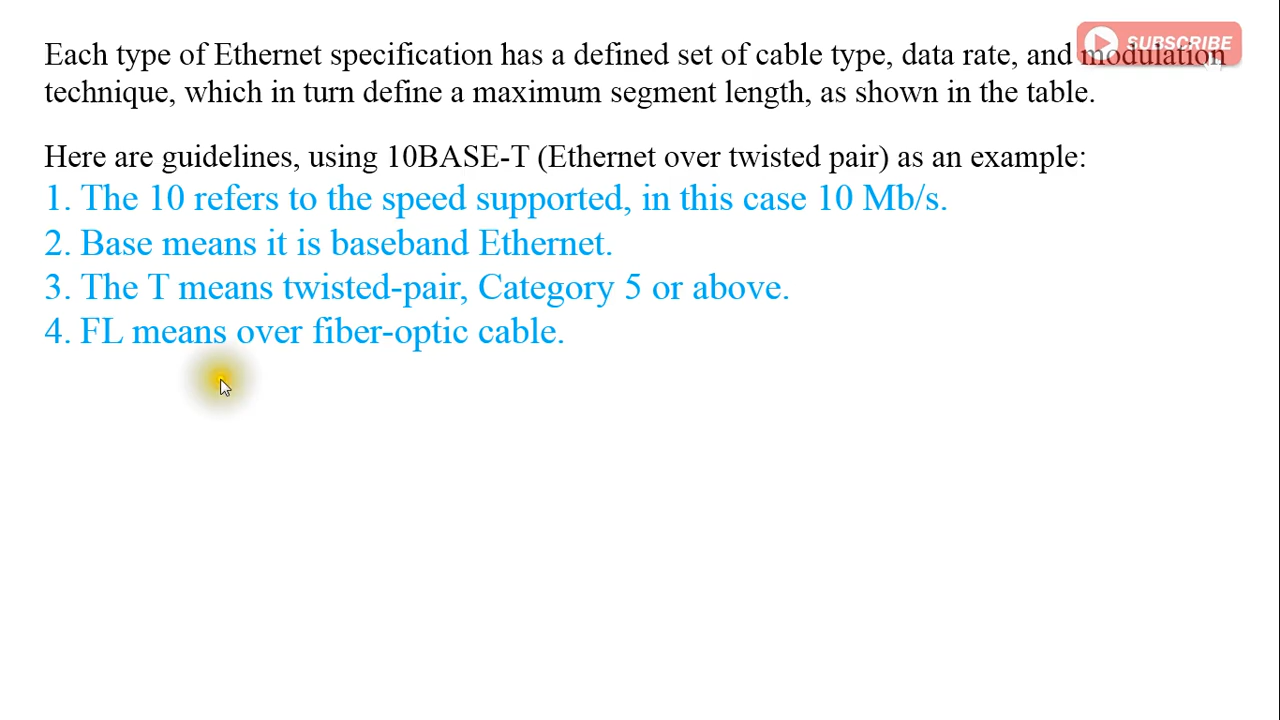 Each type of Ethernet specification has a defined set of cable type, data rate, and modulation
technique, which in turn define a maximum segment length, as shown in the table.
Here are guidelines, using 10BASE-T (Ethernet over twisted pair) as an example:
1. The 10 refers to the speed supported, in this case 10 Mb/s.
2. Base means it is baseband Ethernet.
3. The T means twisted-pair, Category 5 or above.
4. FL means over fiber-optic cable.
SUBSCRIBE